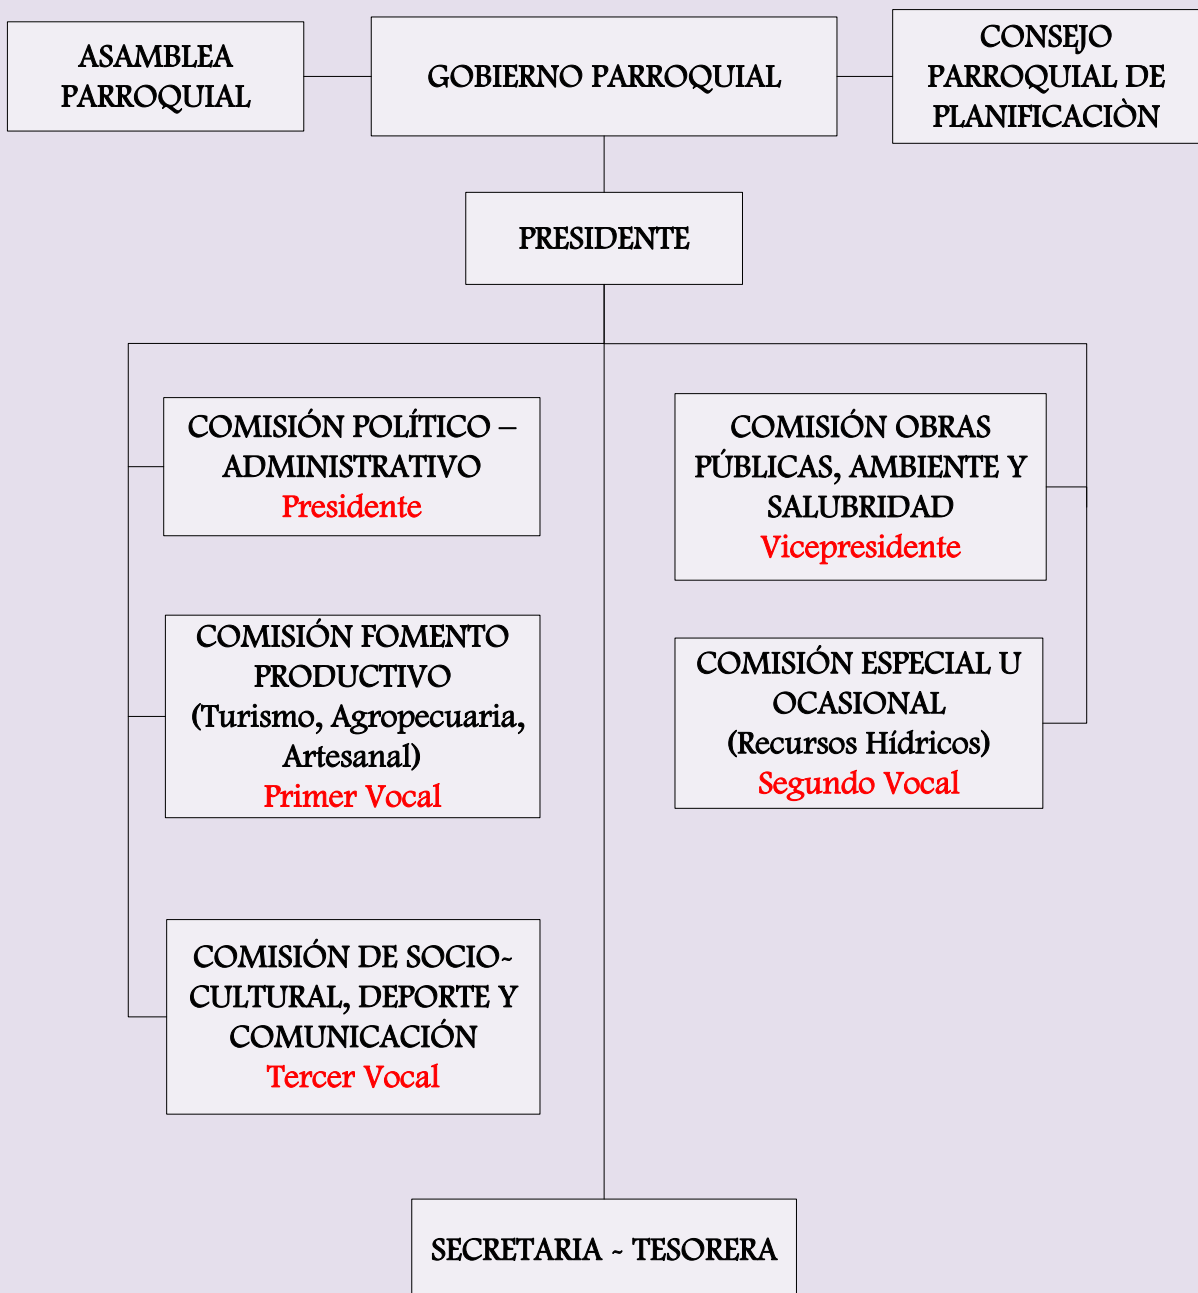 ASAMBLEA
PARROQUIAL
GOBIERNO PARROQUIAL
CONSEJO
PARROQUIAL DE
PLANIFICACIÒN
PRESIDENTE
COMISIÓN POLÍTICO –
ADMINISTRATIVO
Presidente
COMISIÓN OBRAS
PÚBLICAS, AMBIENTE Y
SALUBRIDAD
Vicepresidente
COMISIÓN FOMENTO
PRODUCTIVO
(Turismo, Agropecuaria,
Artesanal)
Primer Vocal
COMISIÓN ESPECIAL U
OCASIONAL
(Recursos Hídricos)
Segundo Vocal
COMISIÓN DE SOCIO-
CULTURAL, DEPORTE Y
COMUNICACIÓN
Tercer Vocal
SECRETARIA - TESORERA